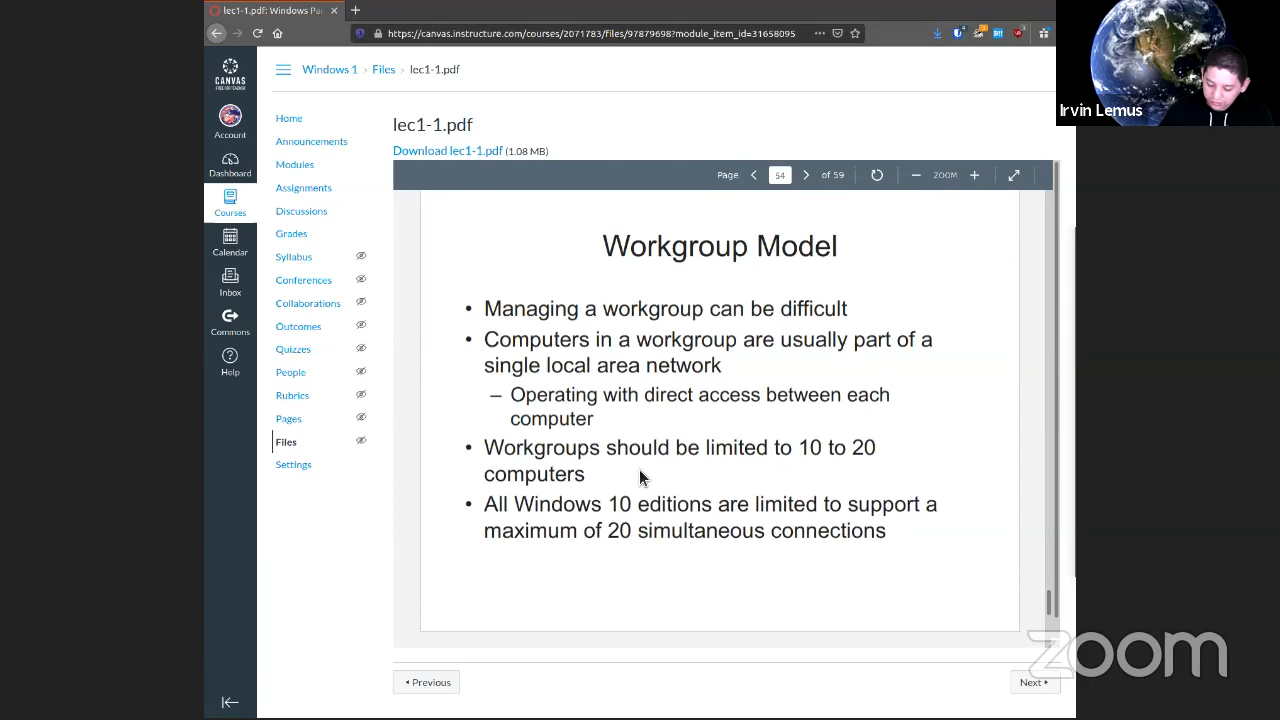 lec1-1.pdf: Windows Par
https://canvas.instructure.com/courses/2071783/files/97879698?module_item_id=31658095
Irvin Lemus
CANVAS
FREE FOR TEACHER
Account
Dashboard
Courses
Calendar
Inbox
Commons
Help
Windows 1 › Files › lec1-1.pdf
Home
Announcements
Modules
Assignments
Discussions
Grades
Syllabus
Conferences
Collaborations
Outcomes
Quizzes
People
Rubrics
Pages
Files
Settings
lec1-1.pdf
Download lec1-1.pdf (1.08 MB)
Page 54 of 59 ZOOM
Workgroup Model
• Managing a workgroup can be difficult
• Computers in a workgroup are usually part of a
single local area network
– Operating with direct access between each
computer
• Workgroups should be limited to 10 to 20
computers
• All Windows 10 editions are limited to support a
maximum of 20 simultaneous connections
Previous
Next
zoom